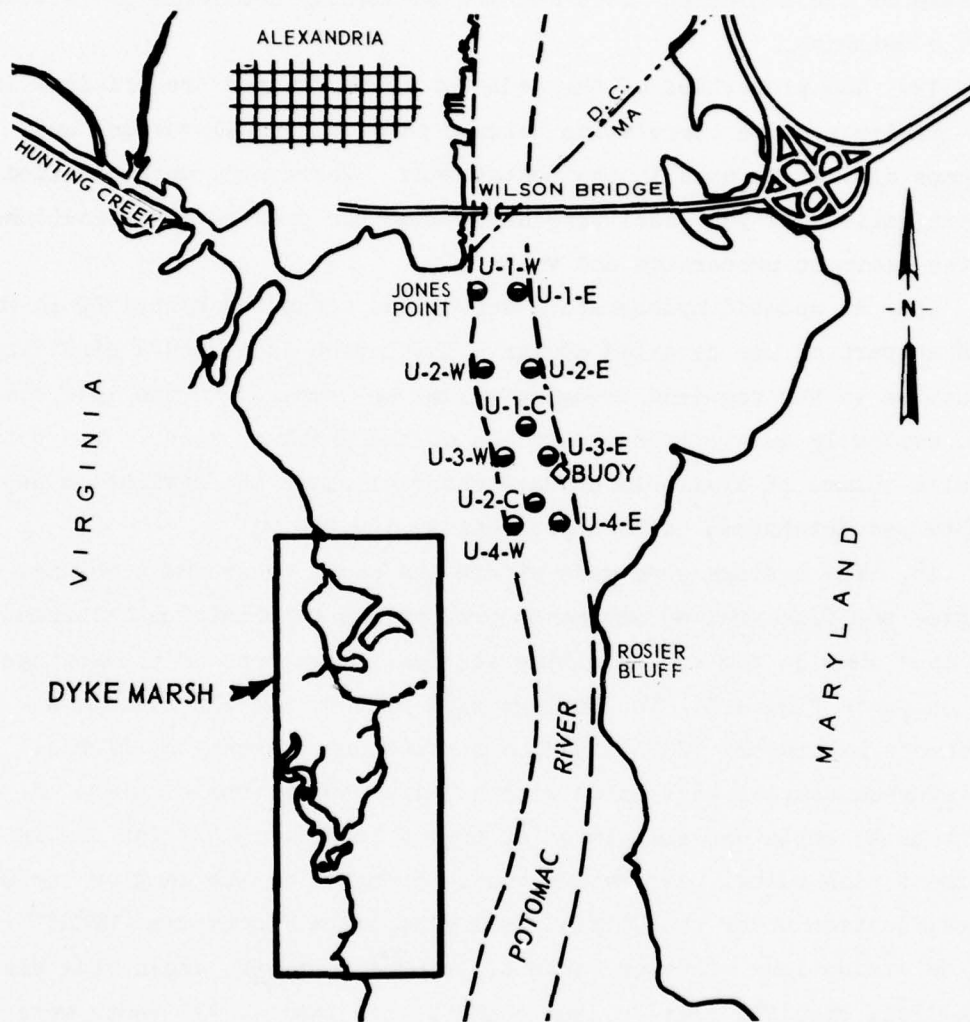 ALEXANDRIA
D.C.
MA
HUNTING CREEK
WILSON BRIDGE
U-1-W
JONES
POINT
U-1-E
-N-
U-2-W
U-2-E
U-1-C
U-3-E
U-3-W
BUOY
U-2-C
U-4-E
U-4-W
VIRGINIA
MARYLAND
ROSIER
BLUFF
DYKE MARSH
POTOMAC RIVER